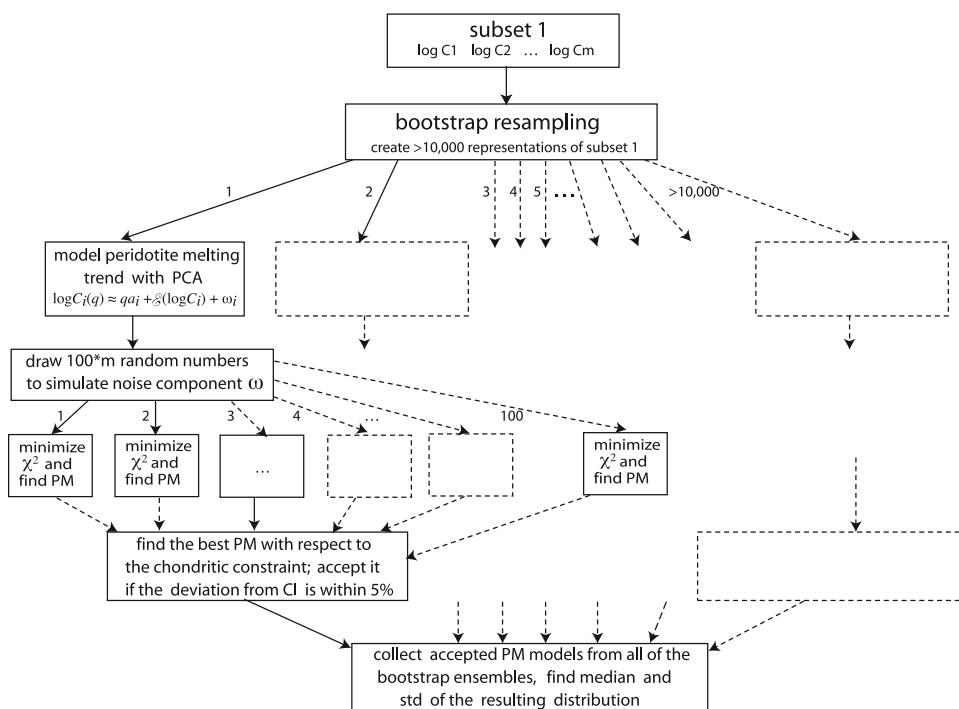 subset 1
log C1 log C2 ... log Cm
bootstrap resampling
create >10,000 representations of subset 1
1
2
3
4
5
...
>10,000
model peridotite melting
trend with PCA
logCi(q) ≈ qai + ℰ(logCi) + ωi
draw 100*m random numbers
to simulate noise component ω
1
2
3
4
...
100
minimize
χ² and
find PM
minimize
χ² and
find PM
...
minimize
χ² and
find PM
find the best PM with respect to
the chondritic constraint; accept it
if the deviation from CI is within 5%
collect accepted PM models from all of the
bootstrap ensembles, find median and
std of the resulting distribution